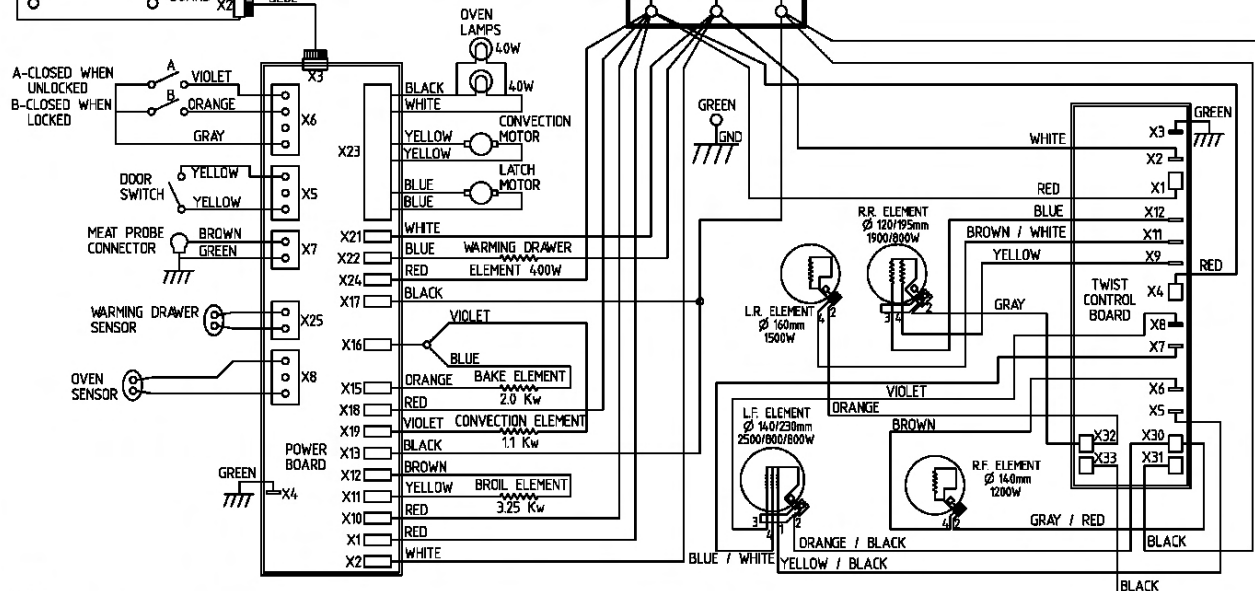 BOARD
X2
OVEN
LAMPS
40W
X3
A-CLOSED WHEN
UNLOCKED
A
VIOLET
B-CLOSED WHEN
LOCKED
B
ORANGE
GRAY
X6
BLACK
WHITE
40W
CONVECTION
MOTOR
YELLOW
YELLOW
X23
DOOR
SWITCH
YELLOW
YELLOW
X5
LATCH
MOTOR
BLUE
BLUE
MEAT PROBE
CONNECTOR
BROWN
GREEN
X7
X21
WHITE
X22
BLUE
WARMING DRAWER
ELEMENT 400W
X24
RED
X17
BLACK
WARMING DRAWER
SENSOR
X25
X16
VIOLET
BLUE
OVEN
SENSOR
X8
X15
ORANGE
BAKE ELEMENT
2.0 Kw
X18
RED
X19
VIOLET
CONVECTION ELEMENT
1.1 Kw
POWER
BOARD
X13
BLACK
X12
BROWN
X11
YELLOW
BROIL ELEMENT
3.25 Kw
GREEN
X4
X10
RED
X1
RED
X2
WHITE
GREEN
GND
WHITE
RED
BLUE
BROWN / WHITE
YELLOW
GREEN
X3
X2
X1
X12
X11
X9
X4
RED
TWIST
CONTROL
BOARD
X8
X7
X6
X5
X32
X33
X30
X31
R.R. ELEMENT
Ø 120/195mm
1900/800W
3 4 1 2
GRAY
L.R. ELEMENT
Ø 160mm
1500W
4 2
VIOLET
ORANGE
BROWN
L.F. ELEMENT
Ø 140/230mm
2500/800/800W
3 4 1 2
R.F. ELEMENT
Ø 140mm
1200W
4 2
GRAY / RED
ORANGE / BLACK
BLUE / WHITE
YELLOW / BLACK
BLACK
BLACK